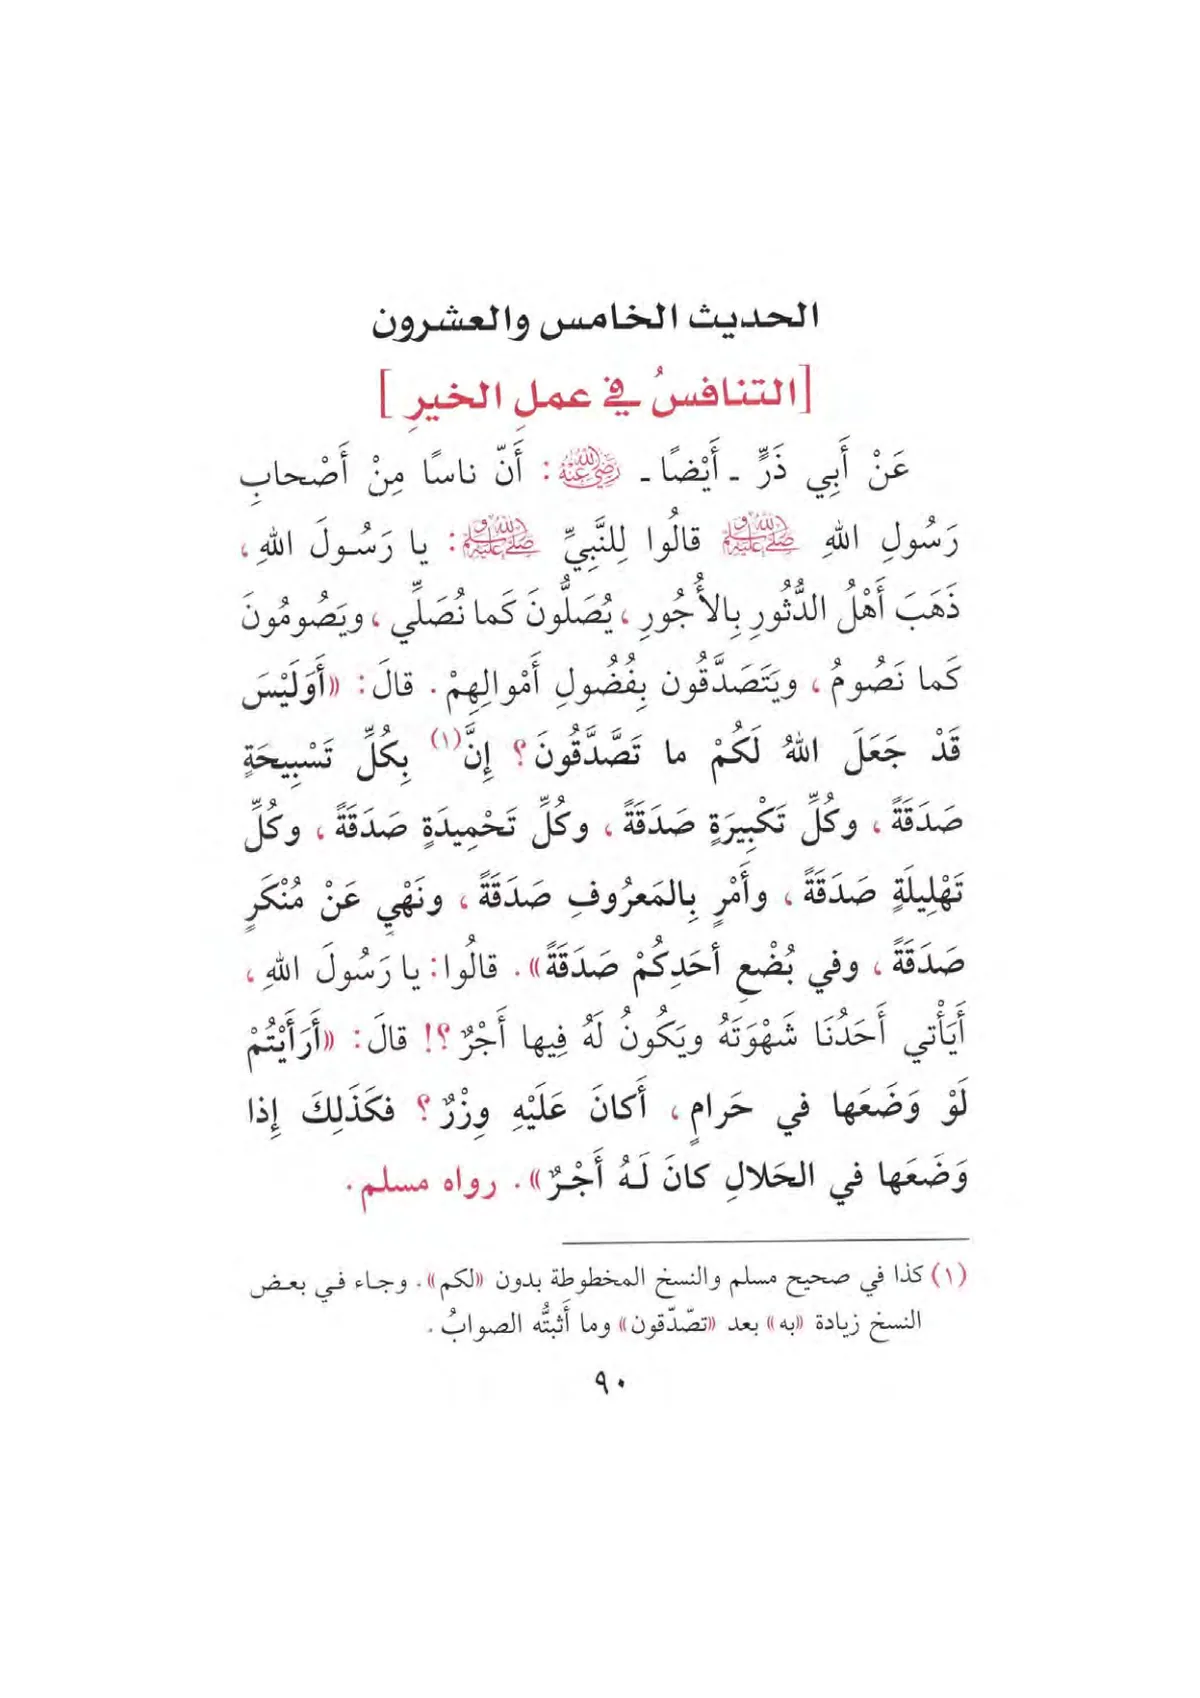 الحديث الخامس والعشرون
[التنافسُ في عملِ الخيرِ]
عَنْ أَبِي ذَرٍّ - أَيْضًا - رَضِيَ اللهُ عَنْهُ: أَنّ ناسًا مِنْ أَصْحابِ
رَسُولِ اللهِ ﷺ قالُوا لِلنَّبِيِّ ﷺ: يا رَسُولَ اللهِ،
ذَهَبَ أَهْلُ الدُّثُورِ بِالأُجُورِ، يُصَلُّونَ كَما نُصَلِّي، ويَصُومُونَ
كَما نَصُومُ، ويَتَصَدَّقُون بِفُضُولِ أَمْوالِهِمْ. قالَ: «أَوَلَيْسَ
قَدْ جَعَلَ اللهُ لَكُمْ ما تَصَّدَّقُونَ؟ إِنَّ(١) بِكُلِّ تَسْبِيحَةٍ
صَدَقَةً، وكُلِّ تَكْبِيرَةٍ صَدَقَةً، وكُلِّ تَحْمِيدَةٍ صَدَقَةً، وكُلِّ
تَهْلِيلَةٍ صَدَقَةً، وأَمْرٍ بِالمَعرُوفِ صَدَقَةً، ونَهْيٍ عَنْ مُنْكَرٍ
صَدَقَةً، وفي بُضْعِ أحَدِكُمْ صَدَقَةً». قالُوا: يا رَسُولَ اللهِ،
أَيَأْتي أَحَدُنَا شَهْوَتَهُ ويَكُونُ لَهُ فِيها أَجْرٌ؟! قالَ: «أَرَأَيْتُمْ
لَوْ وَضَعَها في حَرامٍ، أَكانَ عَلَيْهِ وِزْرٌ؟ فكَذَلِكَ إِذا
وَضَعَها في الحَلالِ كانَ لَهُ أَجْرٌ». رواه مسلم.
(١) كذا في صحيح مسلم والنسخ المخطوطة بدون «لكم». وجاء في بعض
النسخ زيادة «به» بعد «تصّدّقون» وما أَثبتُّه الصوابُ.
٩٠